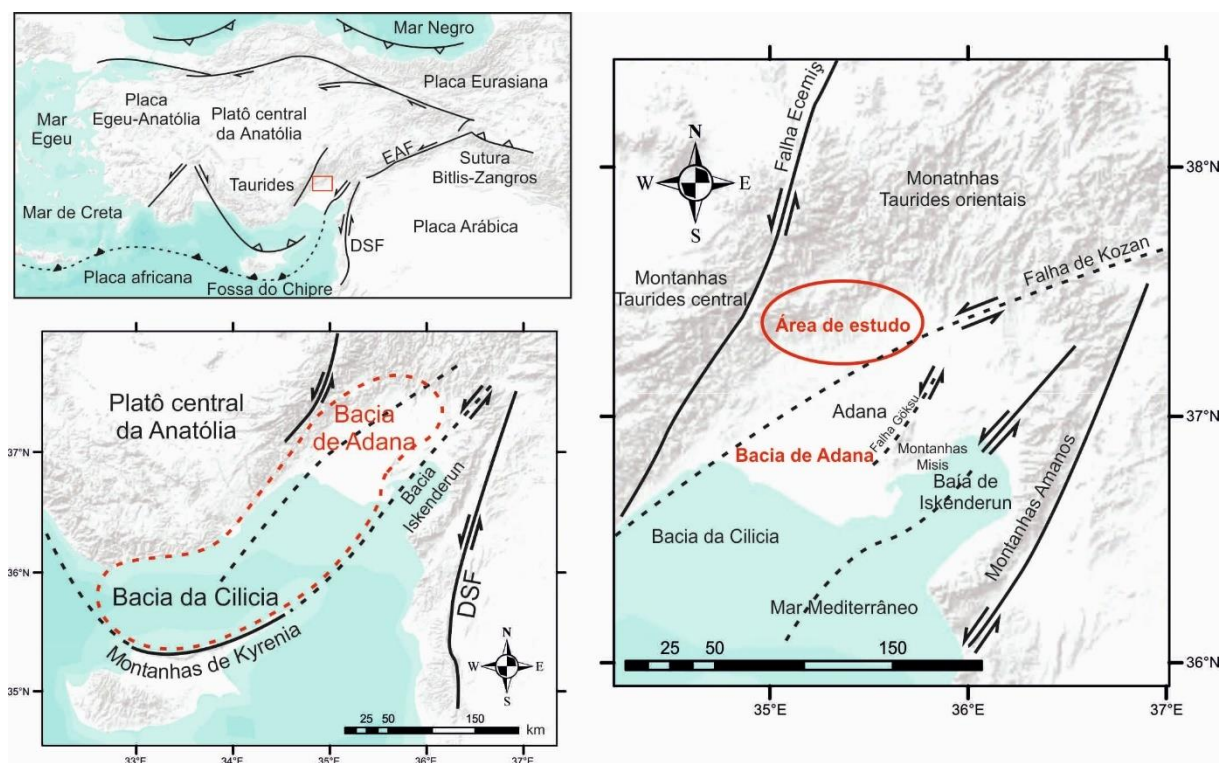 Mar Negro
Placa Eurasiana
Placa
Egeu-Anatólia
Platô central
da Anatólia
Mar
Egeu
EAF
Sutura
Bitlis-Zangros
Taurides
Mar de Creta
Placa Arábica
DSF
Placa africana
Fossa do Chipre
Platô central
da Anatólia
Bacia
de Adana
Bacia
Iskenderun
Bacia da Cilicia
DSF
Montanhas de Kyrenia
N
W
E
S
25 50 150
km
37°N
36°N
35°N
33°E
34°E
35°E
36°E
37°E
37°N
36°N
35°N
Falha Ecemiş
N
W
E
S
Monatnhas
Taurides orientais
Falha de Kozan
Montanhas
Taurides central
Área de estudo
Adana
Falha Göksu
Bacia de Adana
Montanhas
Misis
Baía de
Iskenderun
Montanhas Amanos
Bacia da Cilicia
Mar Mediterrâneo
25 50 150
38°N
37°N
36°N
35°E
36°E
37°E